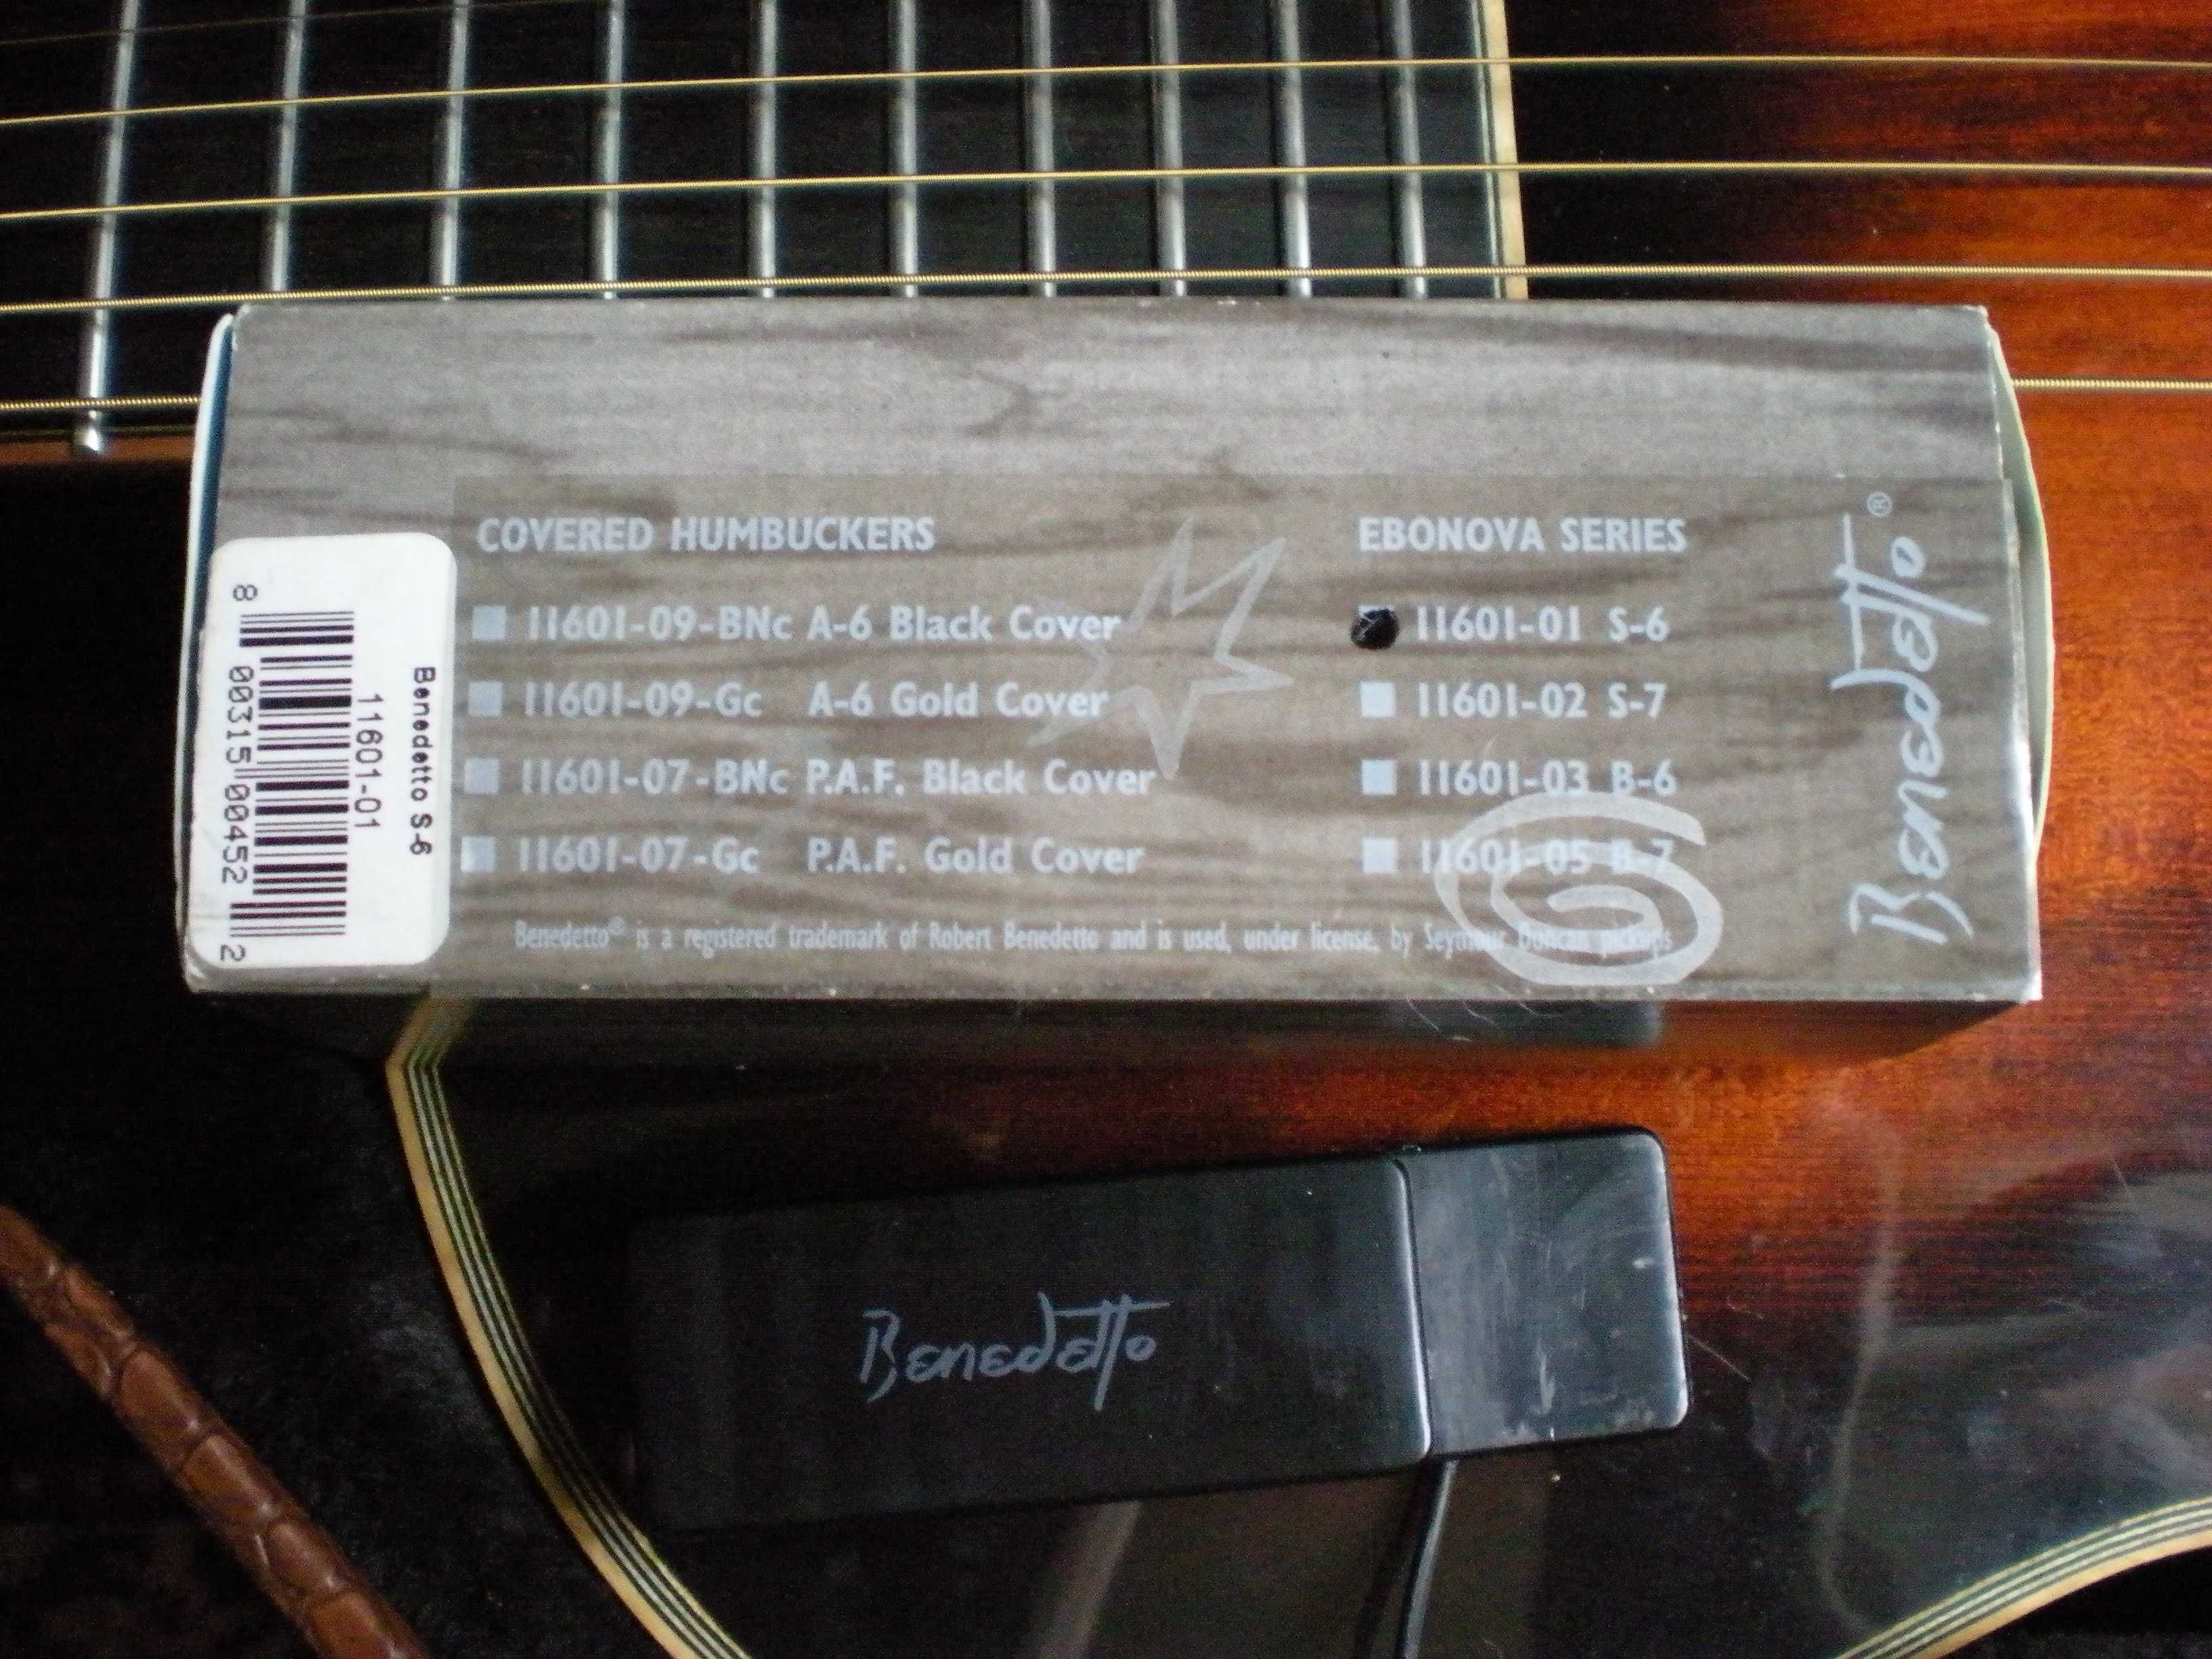 COVERED HUMBUCKERS
11601-09-BNc A-6 Black Cover
11601-09-Gc A-6 Gold Cover
11601-07-BNc P.A.F. Black Cover
11601-07-Gc P.A.F. Gold Cover
EBONOVA SERIES
11601-01 S-6
11601-02 S-7
11601-03 B-6
11601-05 B-7
Benedetto® is a registered trademark of Robert Benedetto and is used, under license, by Seymour Duncan pickups
Benedetto®
Benedetto S-6
11601-01
8 00315 00452 2
Benedetto